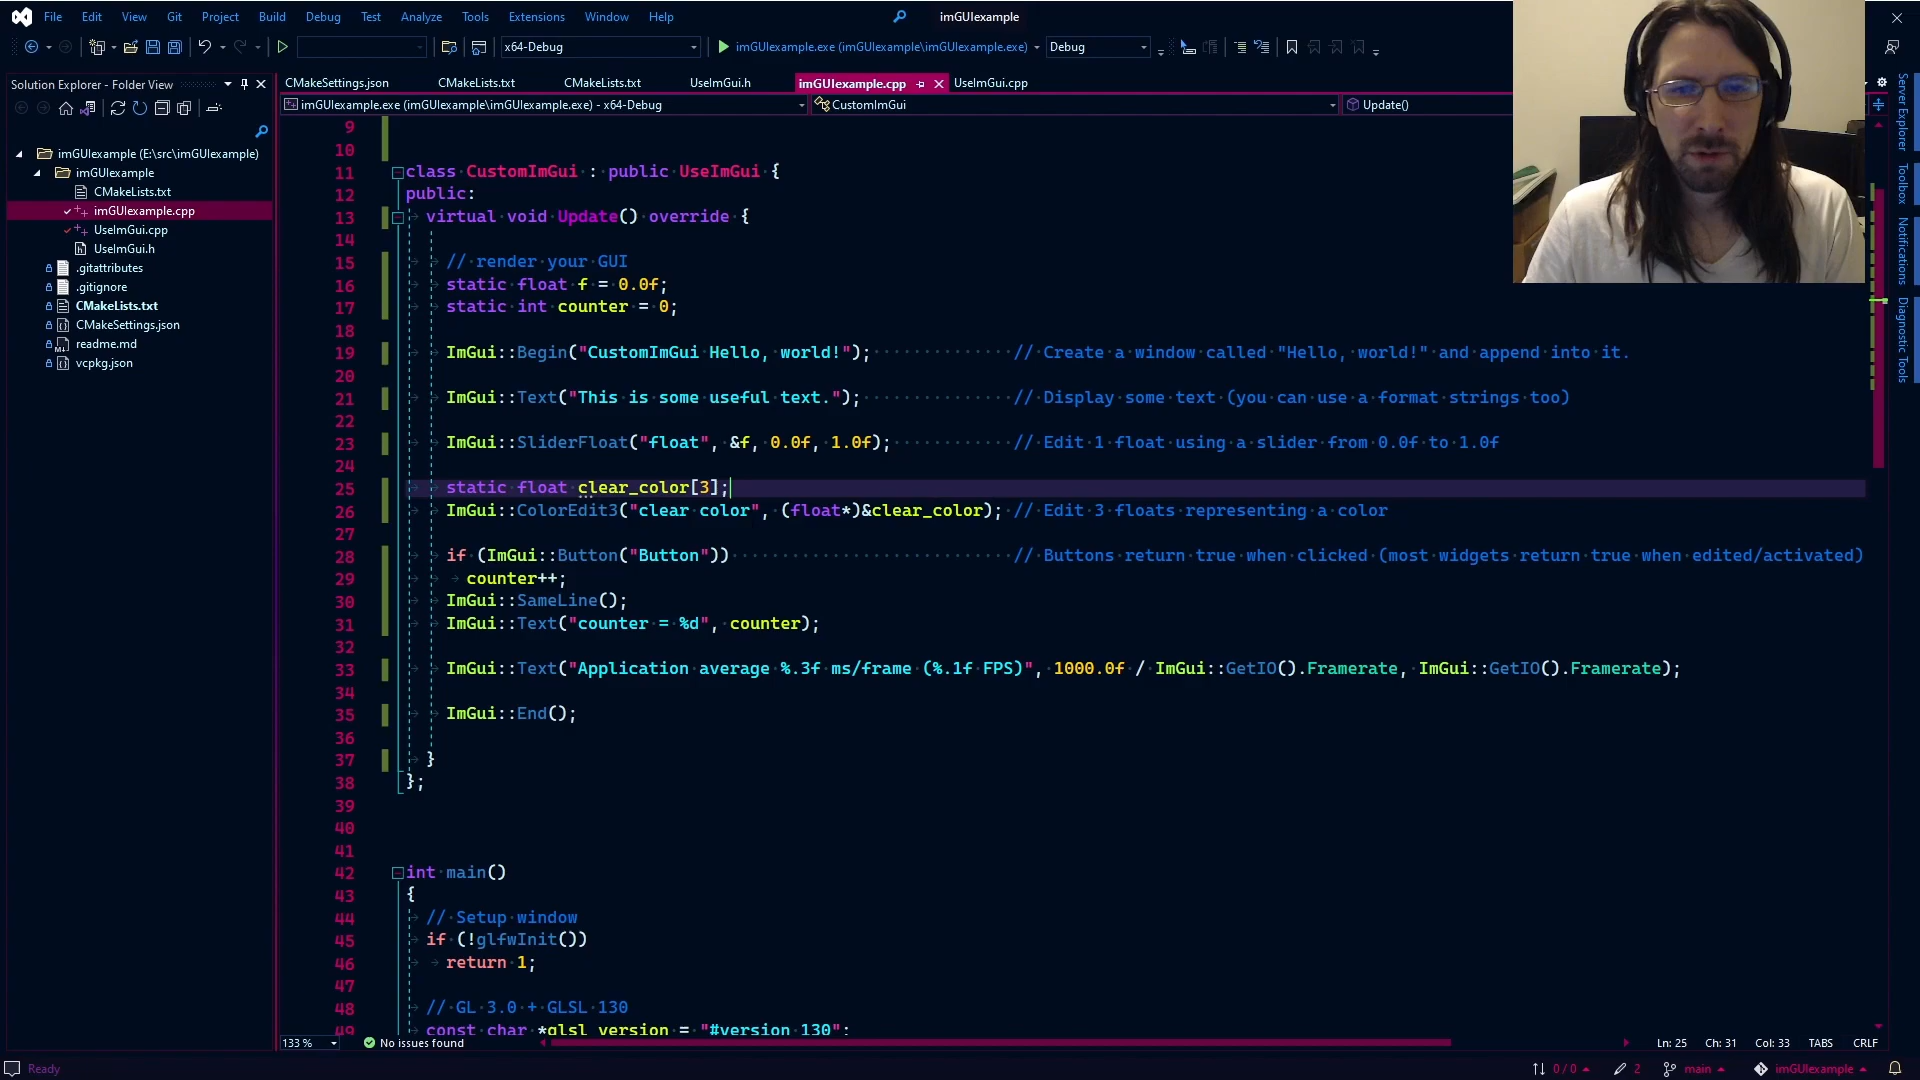 File Edit View Git Project Build Debug Test Analyze Tools Extensions Window Help imGUIexample
x64-Debug imGUIexample.exe (imGUIexample\imGUIexample.exe) Debug
Solution Explorer - Folder View
CMakeSettings.json CMakeLists.txt CMakeLists.txt UseImGui.h imGUIexample.cpp UseImGui.cpp
imGUIexample.exe (imGUIexample\imGUIexample.exe) - x64-Debug CustomImGui Update()
imGUIexample (E:\src\imGUIexample)
imGUIexample
CMakeLists.txt
imGUIexample.cpp
UseImGui.cpp
UseImGui.h
.gitattributes
.gitignore
CMakeLists.txt
CMakeSettings.json
readme.md
vcpkg.json
9
10
11 class CustomImGui : public UseImGui {
12 public:
13 virtual void Update() override {
14
15 // render your GUI
16 static float f = 0.0f;
17 static int counter = 0;
18
19 ImGui::Begin("CustomImGui Hello, world!"); // Create a window called "Hello, world!" and append into it.
20
21 ImGui::Text("This is some useful text."); // Display some text (you can use a format strings too)
22
23 ImGui::SliderFloat("float", &f, 0.0f, 1.0f); // Edit 1 float using a slider from 0.0f to 1.0f
24
25 static float clear_color[3];
26 ImGui::ColorEdit3("clear color", (float*)&clear_color); // Edit 3 floats representing a color
27
28 if (ImGui::Button("Button")) // Buttons return true when clicked (most widgets return true when edited/activated)
29 counter++;
30 ImGui::SameLine();
31 ImGui::Text("counter = %d", counter);
32
33 ImGui::Text("Application average %.3f ms/frame (%.1f FPS)", 1000.0f / ImGui::GetIO().Framerate, ImGui::GetIO().Framerate);
34
35 ImGui::End();
36
37 }
38 };
39
40
41
42 int main()
43 {
44 // Setup window
45 if (!glfwInit())
46 return 1;
47
48 // GL 3.0 + GLSL 130
49 const char *glsl_version = "#version 130";
133 % No issues found Ln: 25 Ch: 31 Col: 33 TABS CRLF
Ready 0 / 0 2 main imGUIexample
Server Explorer
Toolbox
Notifications
Diagnostic Tools